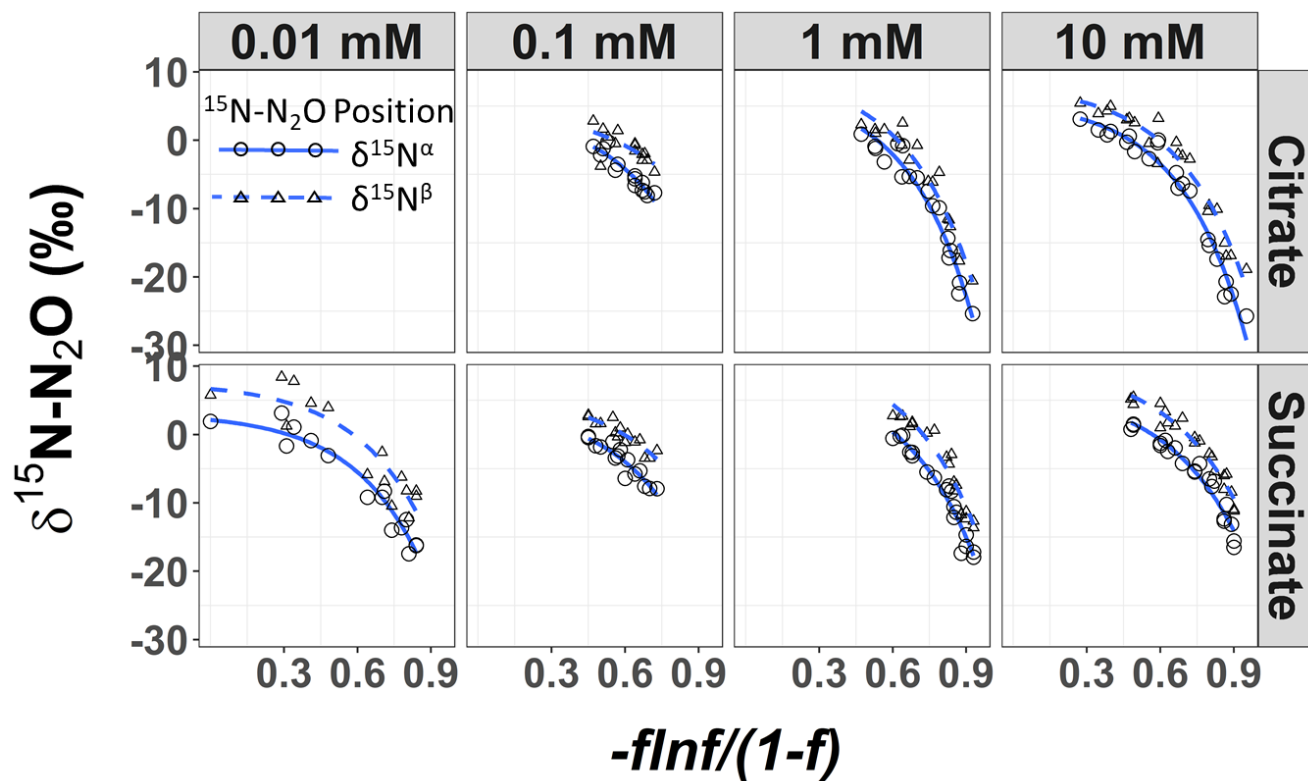 0.01 mM 0.1 mM 1 mM 10 mM
10
0
-10
-20
-30
¹⁵N-N₂O Position
δ¹⁵Nᵅ
δ¹⁵Nᵝ
Citrate
10
0
-10
-20
-30
Succinate
δ¹⁵N-N₂O (‰)
0.3 0.6 0.9 0.3 0.6 0.9 0.3 0.6 0.9 0.3 0.6 0.9
-flnf/(1-f)